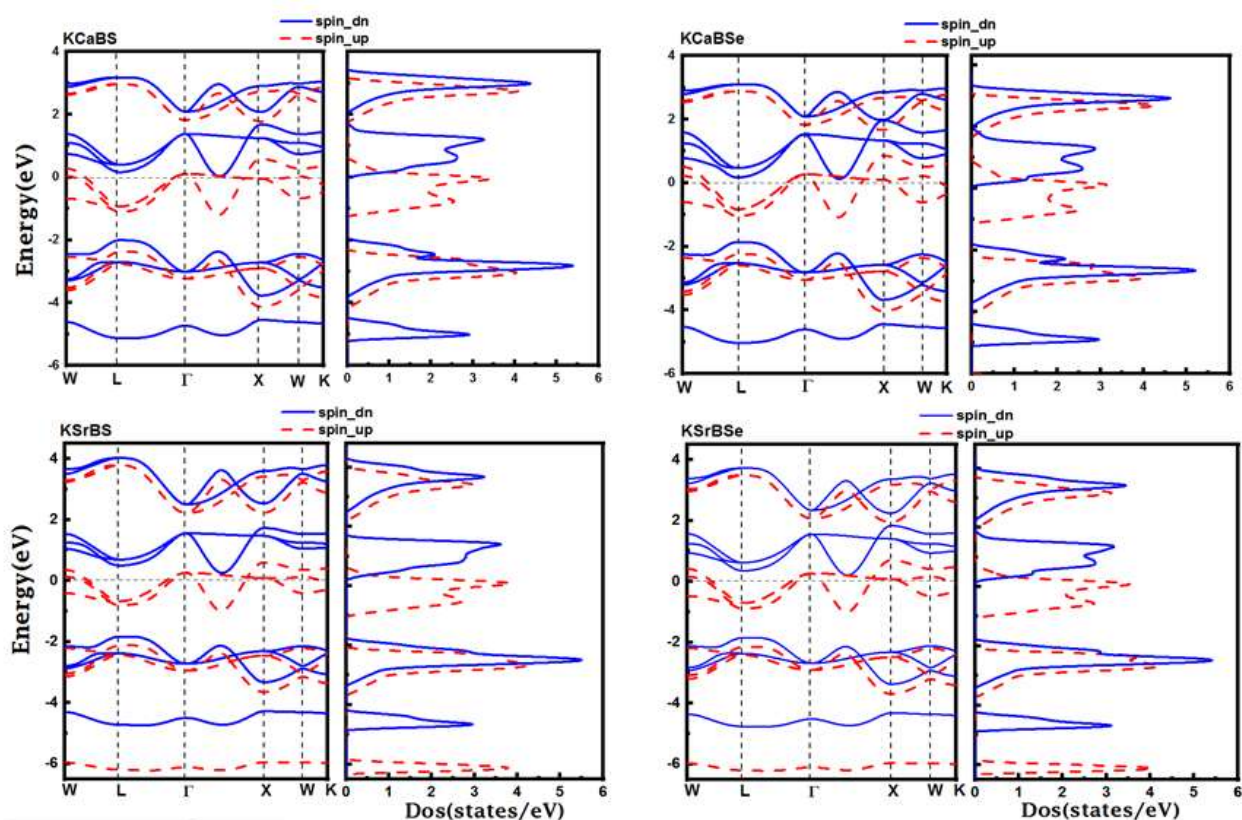 KCaBS
spin_dn
spin_up
Energy(eV)
4
2
0
-2
-4
-6
W L Γ X W K
0 1 2 3 4 5 6
KCaBSe
spin_dn
spin_up
4
2
0
-2
-4
-6
W L Γ X W K
0 1 2 3 4 5 6
KSrBS
spin_dn
spin_up
Energy(eV)
4
2
0
-2
-4
-6
W L Γ X W K
0 1 2 3 4 5 6
Dos(states/eV)
KSrBSe
spin_dn
spin_up
4
2
0
-2
-4
-6
W L Γ X W K
0 1 2 3 4 5 6
Dos(states/eV)